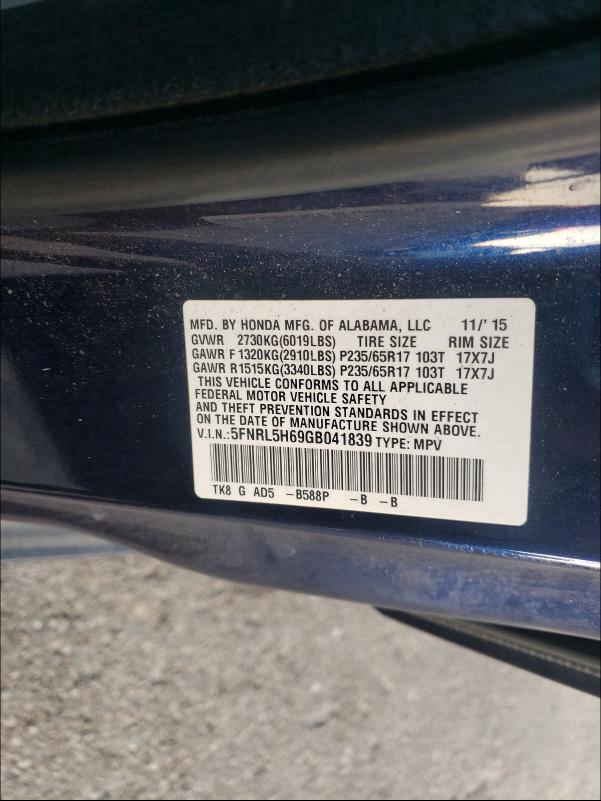 MFD. BY HONDA MFG. OF ALABAMA, LLC 11/'15
GVWR 2730KG(6019LBS) TIRE SIZE RIM SIZE
GAWR F 1320KG(2910LBS) P235/65R17 103T 17X7J
GAWR R1515KG(3340LBS) P235/65R17 103T 17X7J
THIS VEHICLE CONFORMS TO ALL APPLICABLE
FEDERAL MOTOR VEHICLE SAFETY
AND THEFT PREVENTION STANDARDS IN EFFECT
ON THE DATE OF MANUFACTURE SHOWN ABOVE.
V.I.N.:5FNRL5H69GB041839 TYPE: MPV
TK8 G AD5 -B588P -B -B